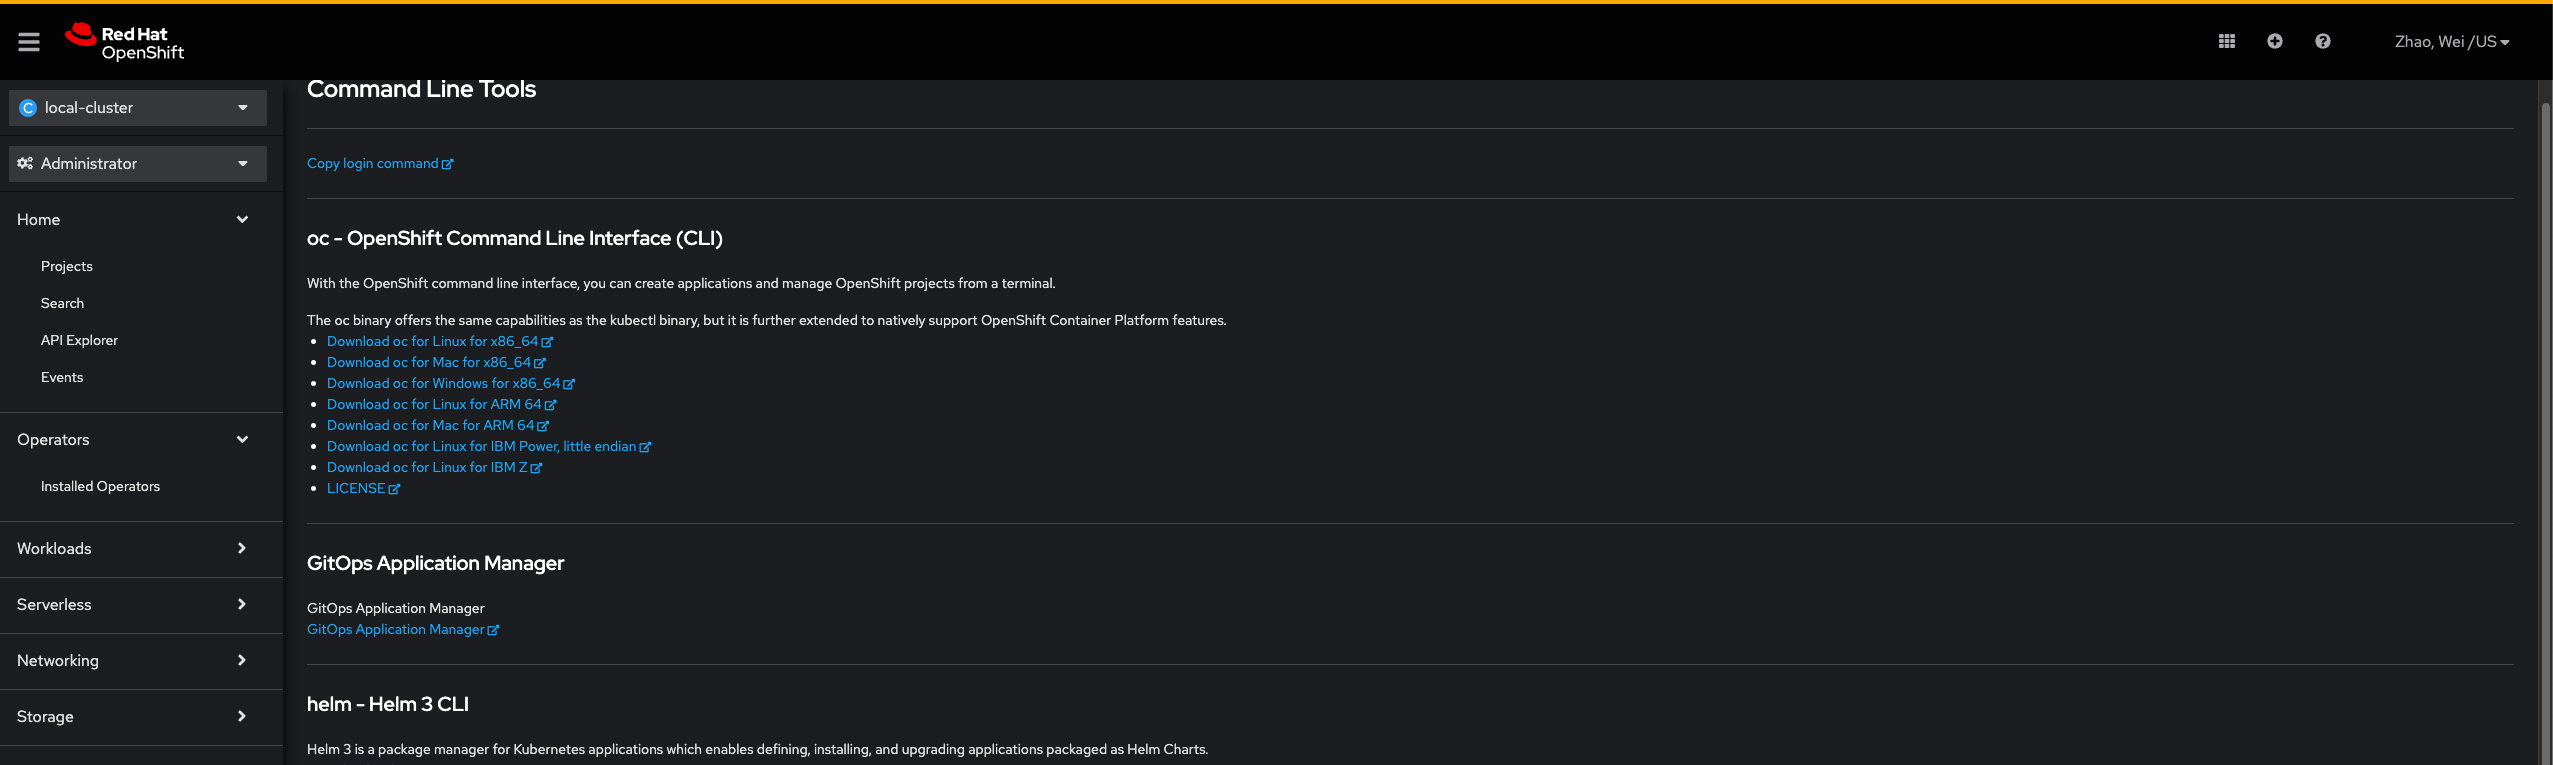 Red Hat
OpenShift
Zhao, Wei /US
C local-cluster
Administrator
Home
Projects
Search
API Explorer
Events
Operators
Installed Operators
Workloads
Serverless
Networking
Storage
Command Line Tools
Copy login command
oc - OpenShift Command Line Interface (CLI)
With the OpenShift command line interface, you can create applications and manage OpenShift projects from a terminal.
The oc binary offers the same capabilities as the kubectl binary, but it is further extended to natively support OpenShift Container Platform features.
Download oc for Linux for x86_64
Download oc for Mac for x86_64
Download oc for Windows for x86_64
Download oc for Linux for ARM 64
Download oc for Mac for ARM 64
Download oc for Linux for IBM Power, little endian
Download oc for Linux for IBM Z
LICENSE
GitOps Application Manager
GitOps Application Manager
GitOps Application Manager
helm - Helm 3 CLI
Helm 3 is a package manager for Kubernetes applications which enables defining, installing, and upgrading applications packaged as Helm Charts.